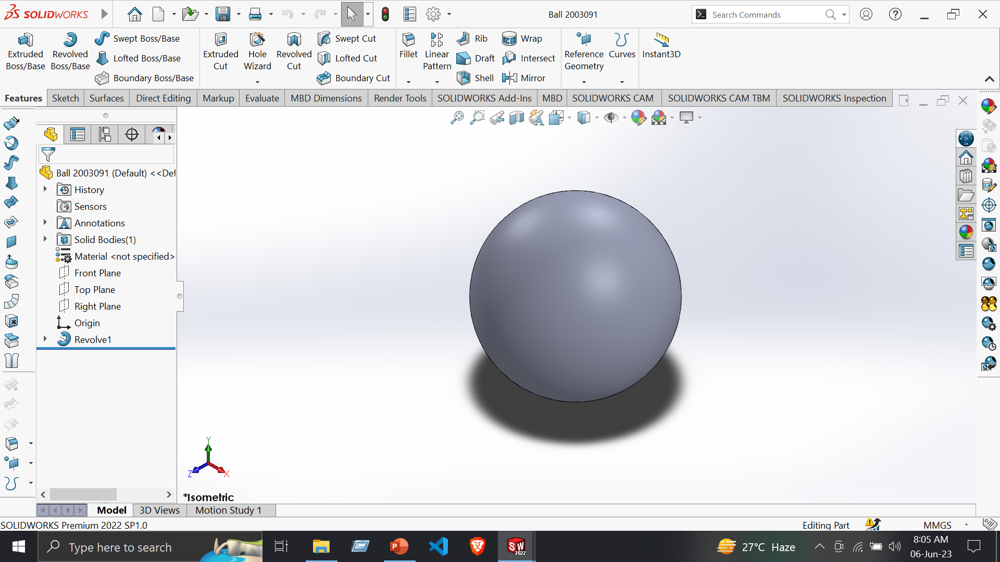 SOLIDWORKS
Ball 2003091
Search Commands
Extruded Boss/Base
Revolved Boss/Base
Swept Boss/Base
Lofted Boss/Base
Boundary Boss/Base
Extruded Cut
Hole Wizard
Revolved Cut
Swept Cut
Lofted Cut
Boundary Cut
Fillet
Linear Pattern
Rib
Draft
Shell
Wrap
Intersect
Mirror
Reference Geometry
Curves
Instant3D
Features
Sketch
Surfaces
Direct Editing
Markup
Evaluate
MBD Dimensions
Render Tools
SOLIDWORKS Add-Ins
MBD
SOLIDWORKS CAM
SOLIDWORKS CAM TBM
SOLIDWORKS Inspection
Ball 2003091 (Default) <<Def
History
Sensors
Annotations
Solid Bodies(1)
Material <not specified>
Front Plane
Top Plane
Right Plane
Origin
Revolve1
Y
Z
X
*Isometric
Model
3D Views
Motion Study 1
SOLIDWORKS Premium 2022 SP1.0
Editing Part
MMGS
Type here to search
SW
2022
27°C Haze
8:05 AM
06-Jun-23